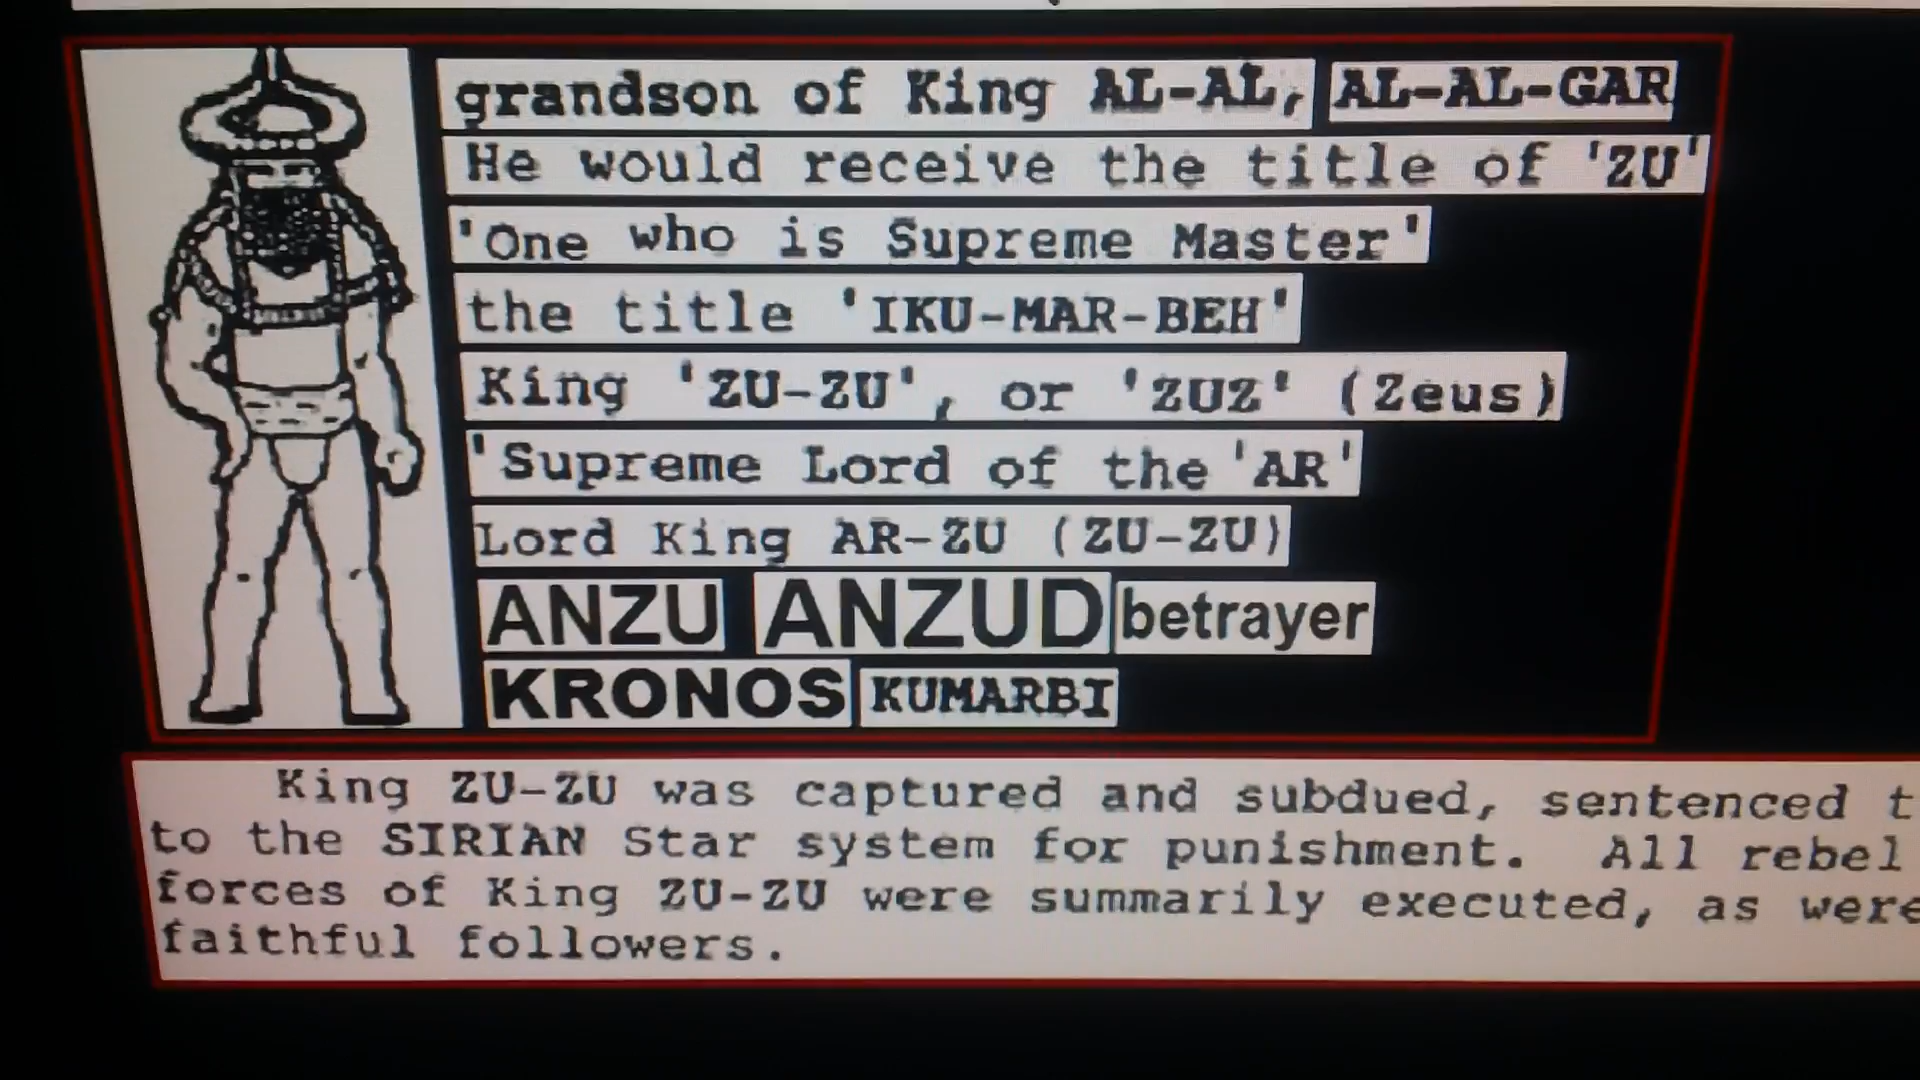 grandson of King AL-AL, AL-AL-GAR
He would receive the title of 'ZU'
'One who is Supreme Master'
the title 'IKU-MAR-BEH'
King 'ZU-ZU', or 'ZUZ' (Zeus)
'Supreme Lord of the 'AR'
Lord King AR-ZU (ZU-ZU)
ANZU ANZUD betrayer
KRONOS KUMARBI
King ZU-ZU was captured and subdued, sentenced t
to the SIRIAN Star system for punishment. All rebel
forces of King ZU-ZU were summarily executed, as were
faithful followers.